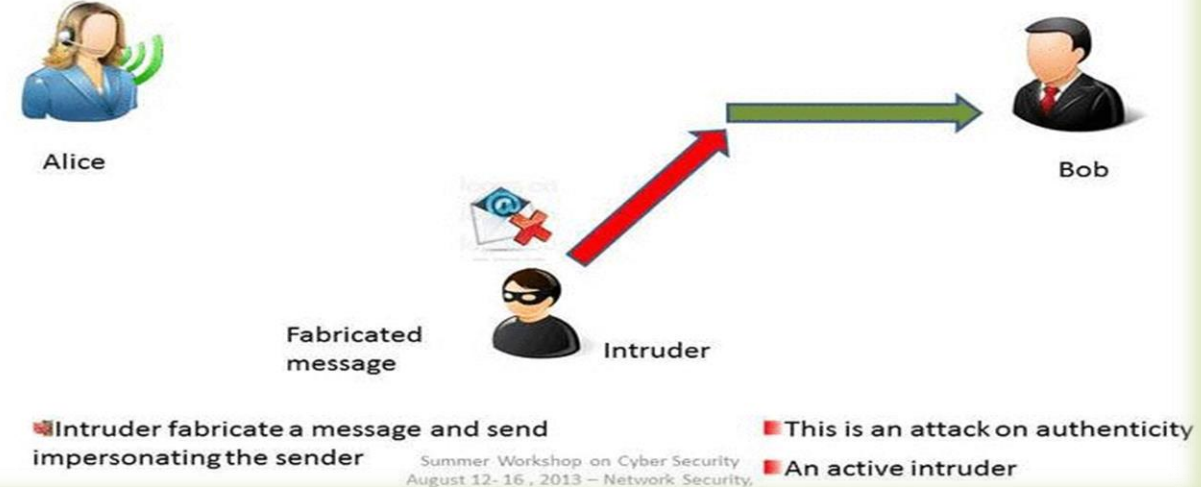 Alice
Bob
Fabricated
message
Intruder
Intruder fabricate a message and send
impersonating the sender
This is an attack on authenticity
An active intruder
Summer Workshop on Cyber Security
August 12- 16 , 2013 – Network Security,